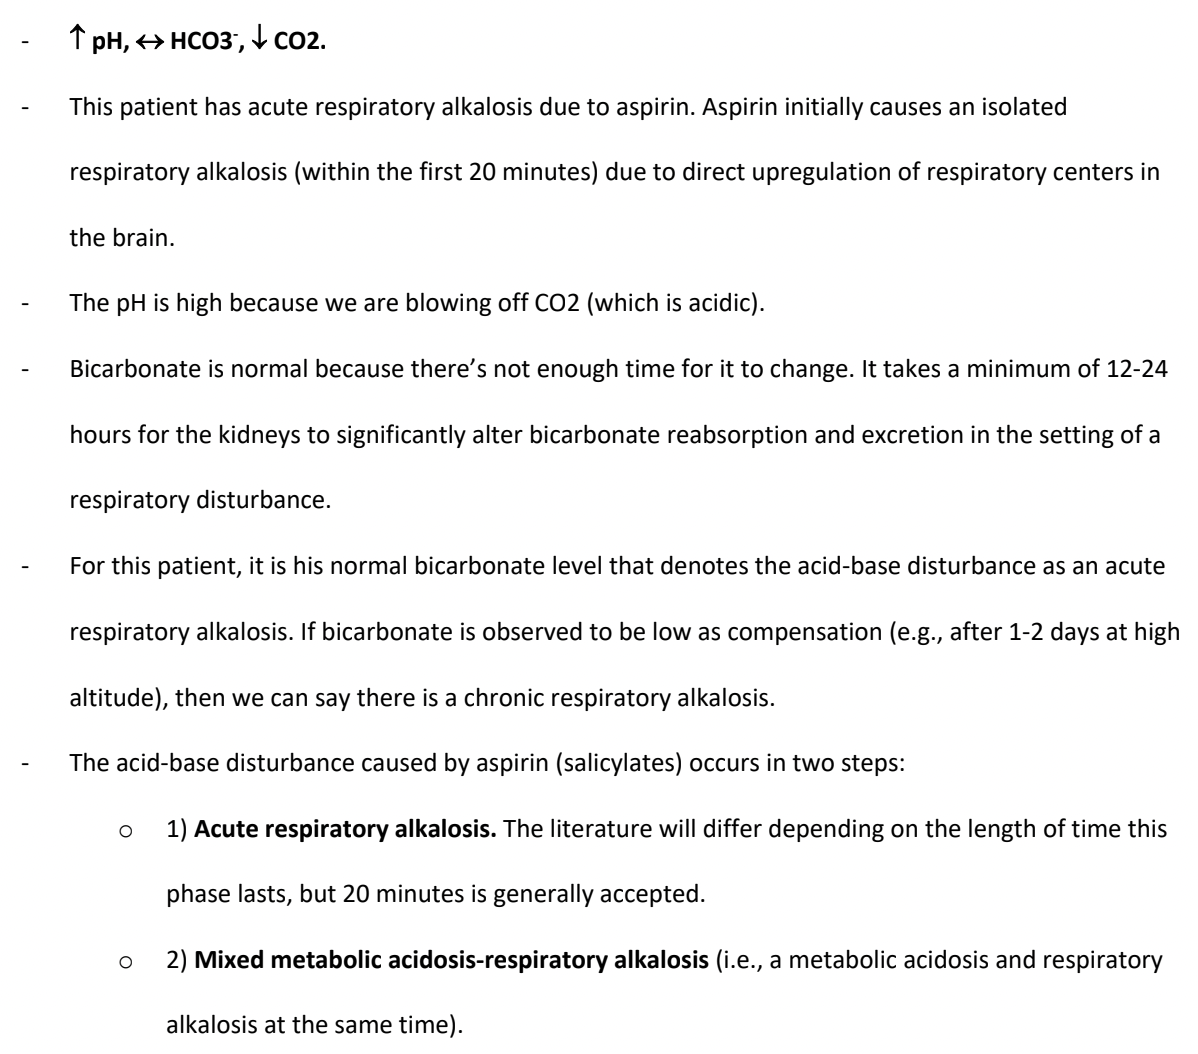 - ↑ pH, ↔ HCO3⁻, ↓ CO2.
- This patient has acute respiratory alkalosis due to aspirin. Aspirin initially causes an isolated
respiratory alkalosis (within the first 20 minutes) due to direct upregulation of respiratory centers in
the brain.
- The pH is high because we are blowing off CO2 (which is acidic).
- Bicarbonate is normal because there’s not enough time for it to change. It takes a minimum of 12-24
hours for the kidneys to significantly alter bicarbonate reabsorption and excretion in the setting of a
respiratory disturbance.
- For this patient, it is his normal bicarbonate level that denotes the acid-base disturbance as an acute
respiratory alkalosis. If bicarbonate is observed to be low as compensation (e.g., after 1-2 days at high
altitude), then we can say there is a chronic respiratory alkalosis.
- The acid-base disturbance caused by aspirin (salicylates) occurs in two steps:
o 1) Acute respiratory alkalosis. The literature will differ depending on the length of time this
phase lasts, but 20 minutes is generally accepted.
o 2) Mixed metabolic acidosis-respiratory alkalosis (i.e., a metabolic acidosis and respiratory
alkalosis at the same time).